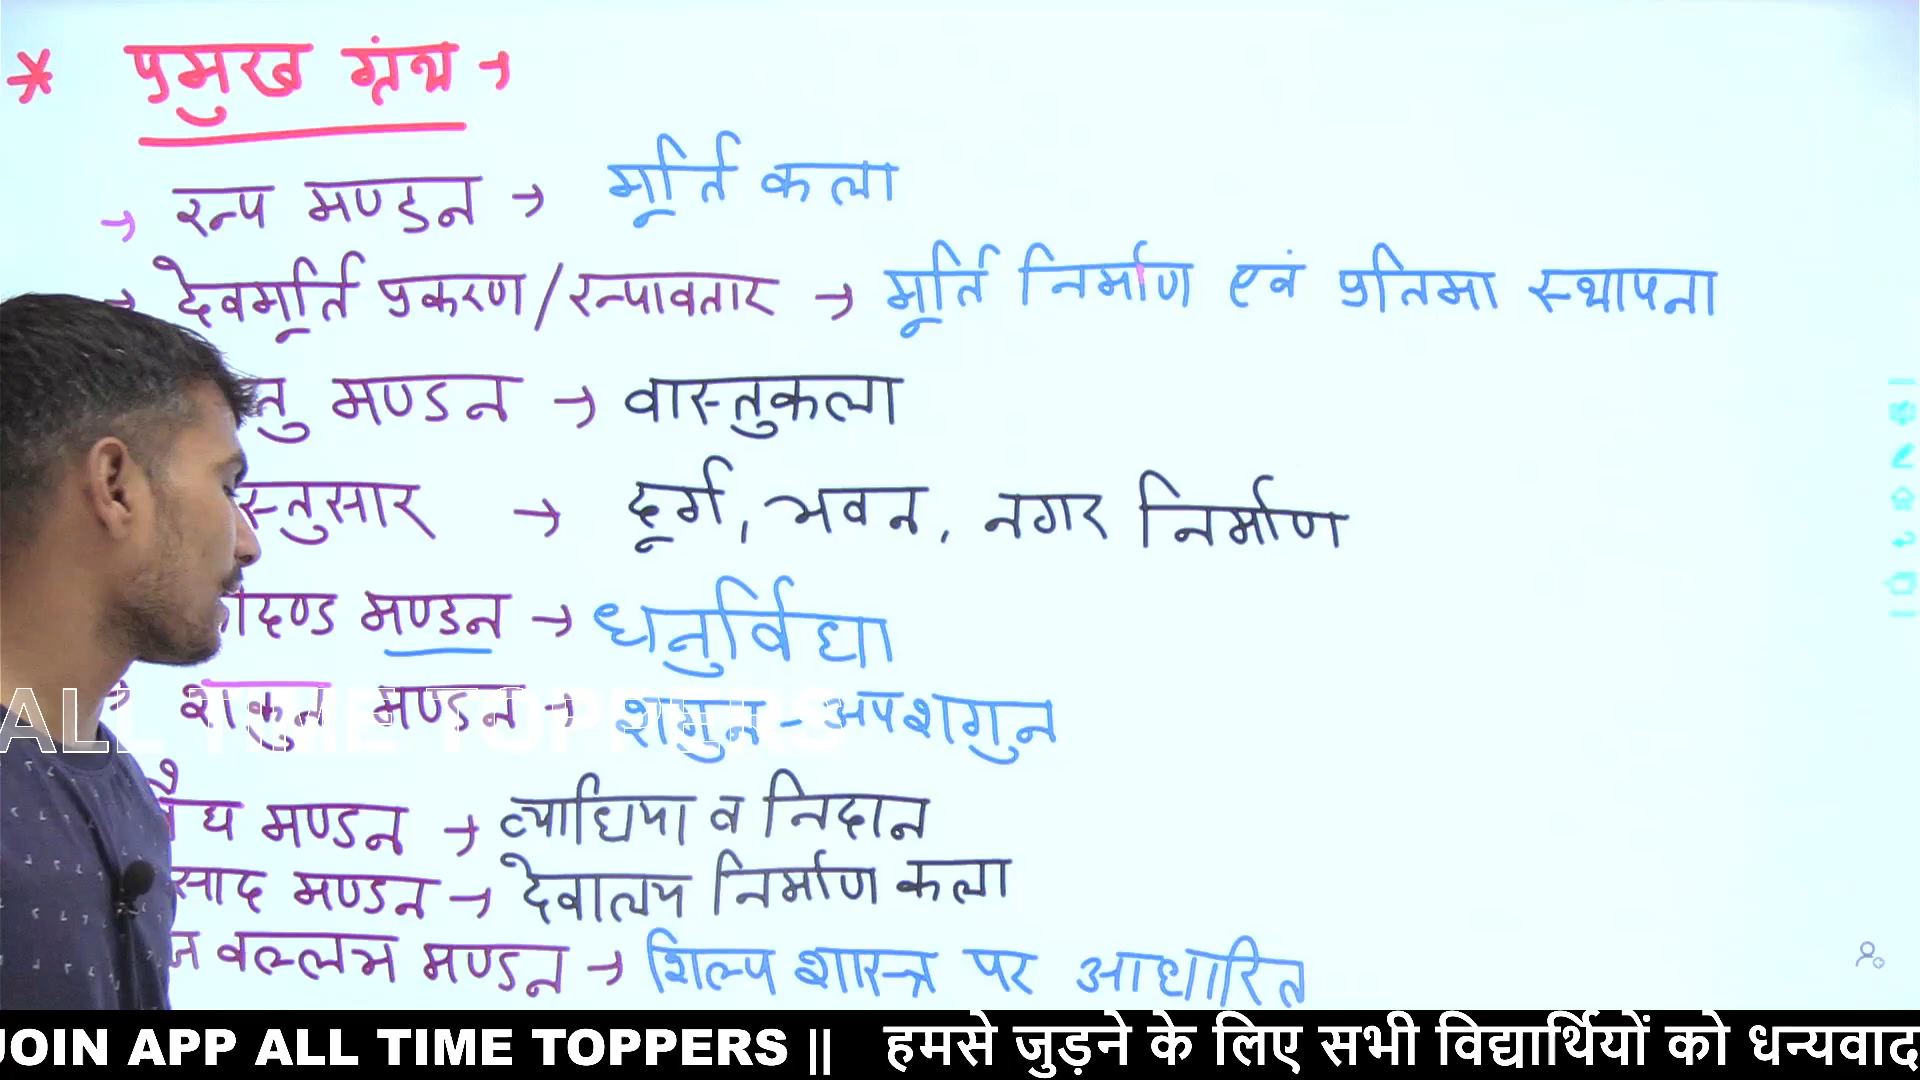 * प्रमुख ग्रंथ →
→ रूप मण्डन → मूर्ति कला
→ देवमूर्ति प्रकरण/रूपावतार → मूर्ति निर्माण एवं प्रतिमा स्थापना
तु मण्डन → वास्तुकला
स्तुसार → दूर्ग, भवन, नगर निर्माण
ोदण्ड मण्डन → धनुर्विद्या
शकुन मण्डन → शगुन - अपशगुन
ALL TIME TOPPERS
ैद्य मण्डन → व्याधिया व निदान
साद मण्डन → देवालय निर्माण कला
ज वल्लभ मण्डन → शिल्प शास्त्र पर आधारित
JOIN APP ALL TIME TOPPERS || हमसे जुड़ने के लिए सभी विद्यार्थियों को धन्यवाद